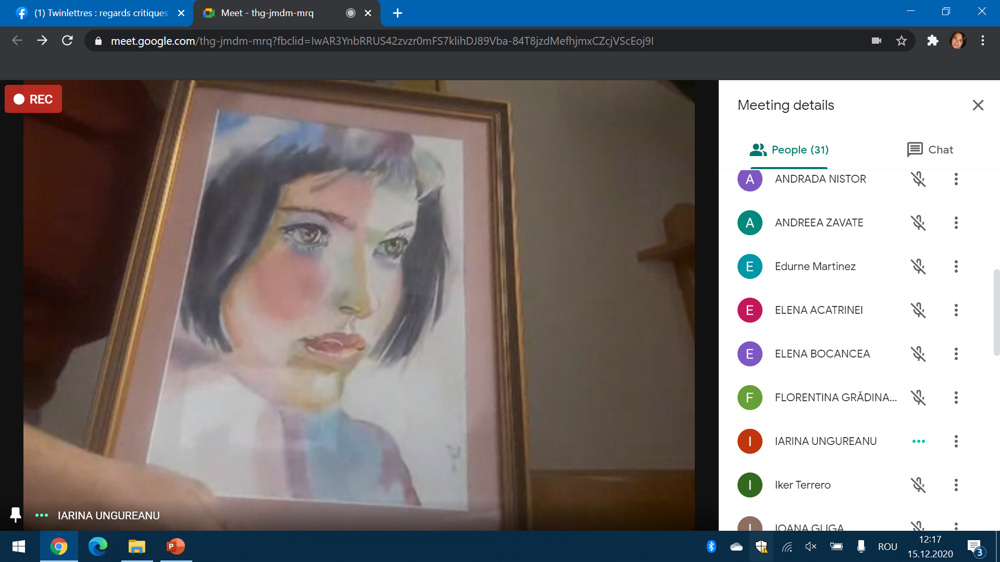 (1) Twinlettres : regards critiques
Meet - thg-jmdm-mrq
meet.google.com/thg-jmdm-mrq?fbclid=IwAR3YnbRRUS42zvzr0mFS7klihDJ89Vba-84T8jzdMefhjmxCZcjVScEoj9I
REC
Meeting details
People (31)
Chat
A ANDRADA NISTOR
A ANDREEA ZAVATE
E Edurne Martinez
E ELENA ACATRINEI
E ELENA BOCANCEA
F FLORENTINA GRĂDINA...
I IARINA UNGUREANU
I Iker Terrero
I IOANA GLIGA
IARINA UNGUREANU
P
ROU
12:17
15.12.2020
3